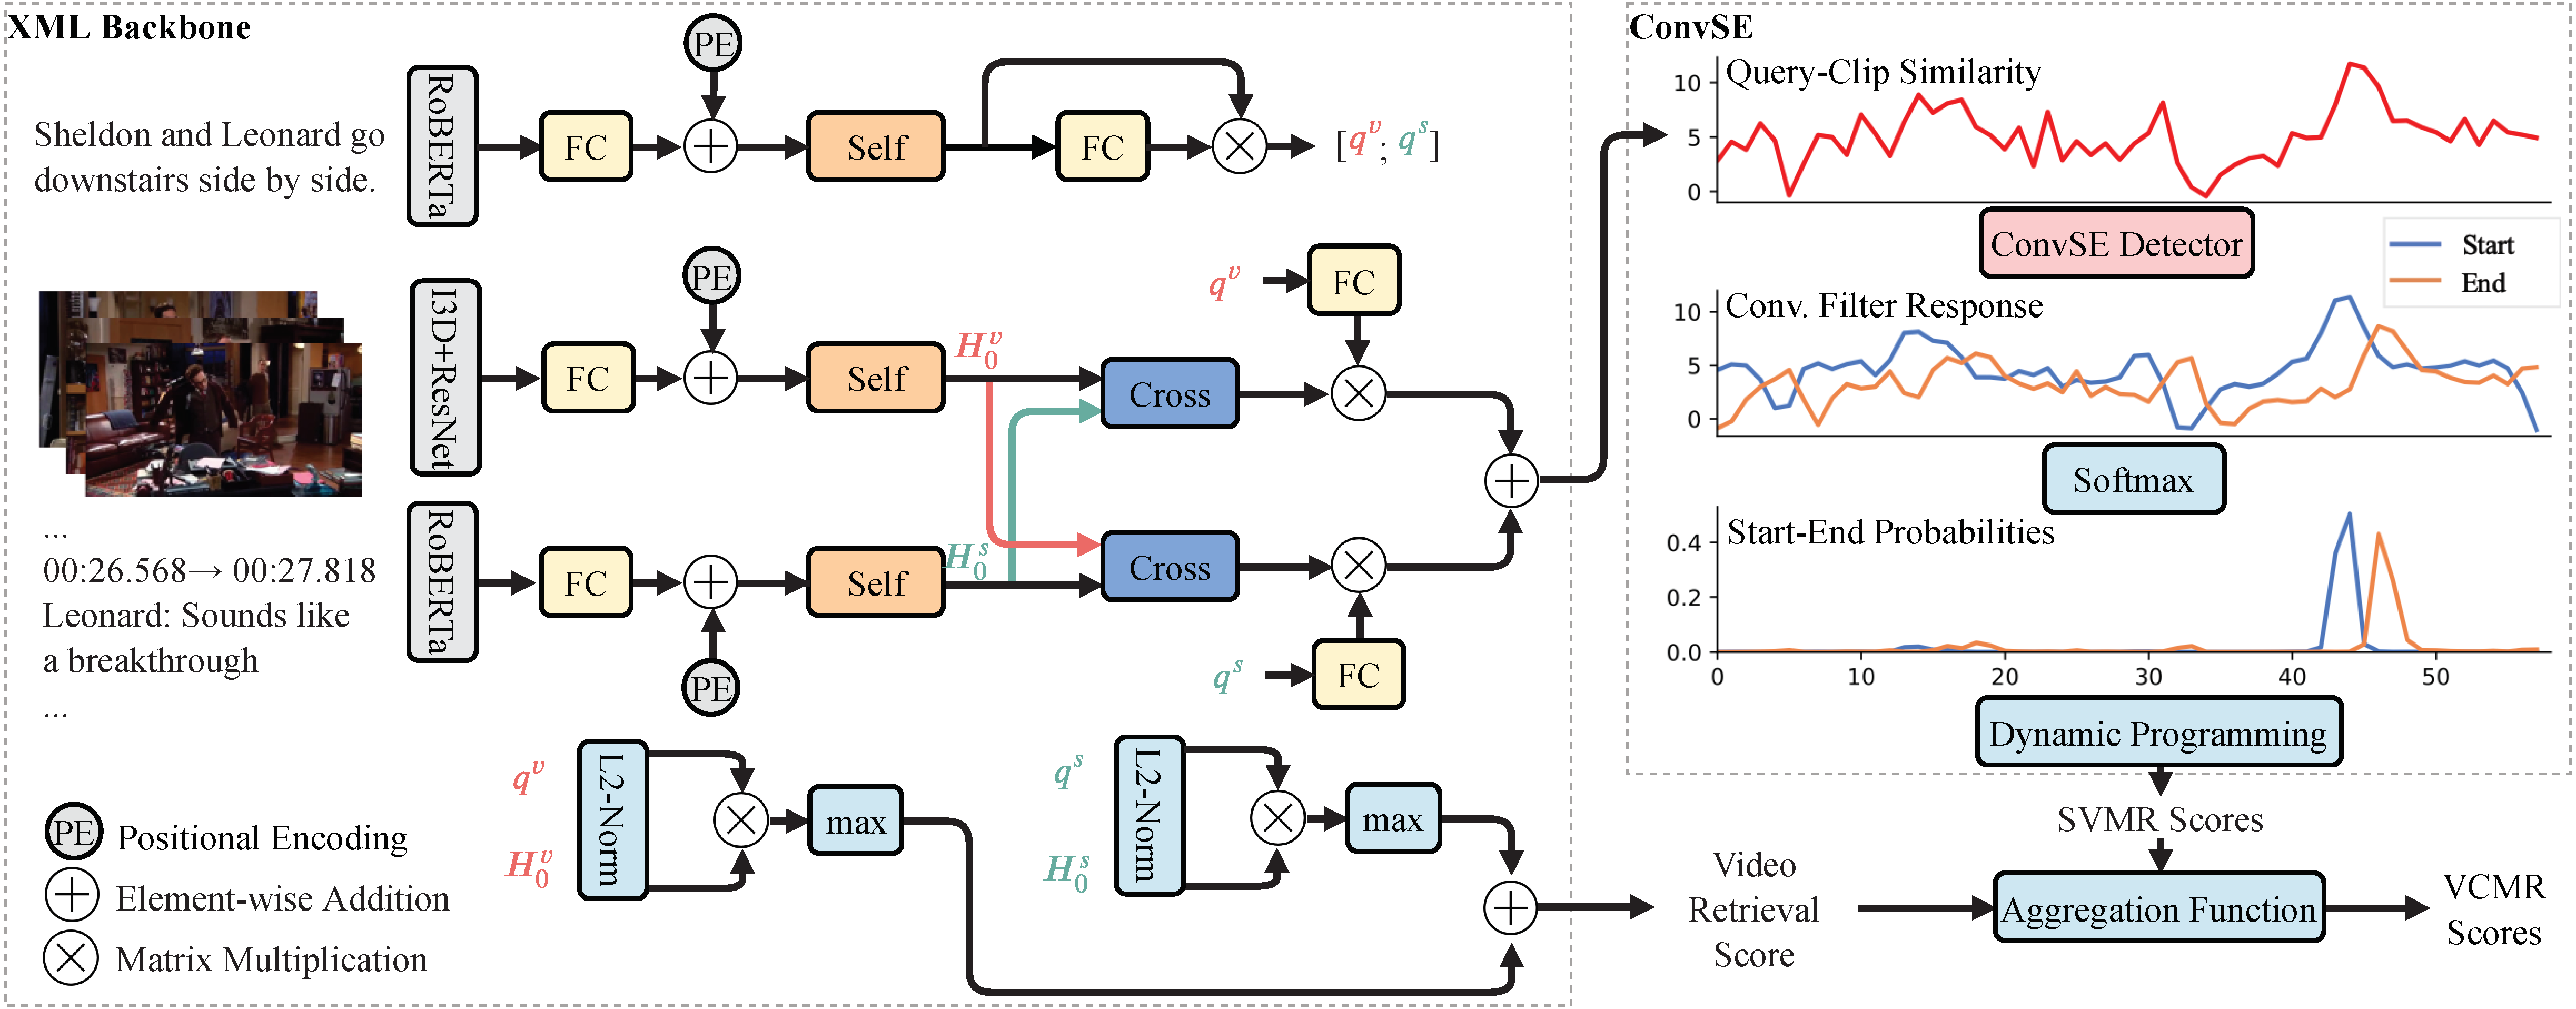 XML Backbone
PE
Sheldon and Leonard go
downstairs side by side.
RoBERTa
FC
Self
FC
[q^v; q^s]
PE
I3D+ResNet
FC
Self
H_0^v
Cross
q^v
FC
...
00:26.568→ 00:27.818
Leonard: Sounds like
a breakthrough
...
RoBERTa
FC
Self
H_0^s
Cross
PE
q^s
FC
q^v
H_0^v
L2-Norm
max
q^s
H_0^s
L2-Norm
max
PE Positional Encoding
Element-wise Addition
Matrix Multiplication
ConvSE
Query-Clip Similarity
10
5
0
ConvSE Detector
Start
End
Conv. Filter Response
10
5
0
Softmax
Start-End Probabilities
0.4
0.2
0.0
0 10 20 30 40 50
Dynamic Programming
SVMR Scores
Video
Retrieval
Score
Aggregation Function
VCMR
Scores